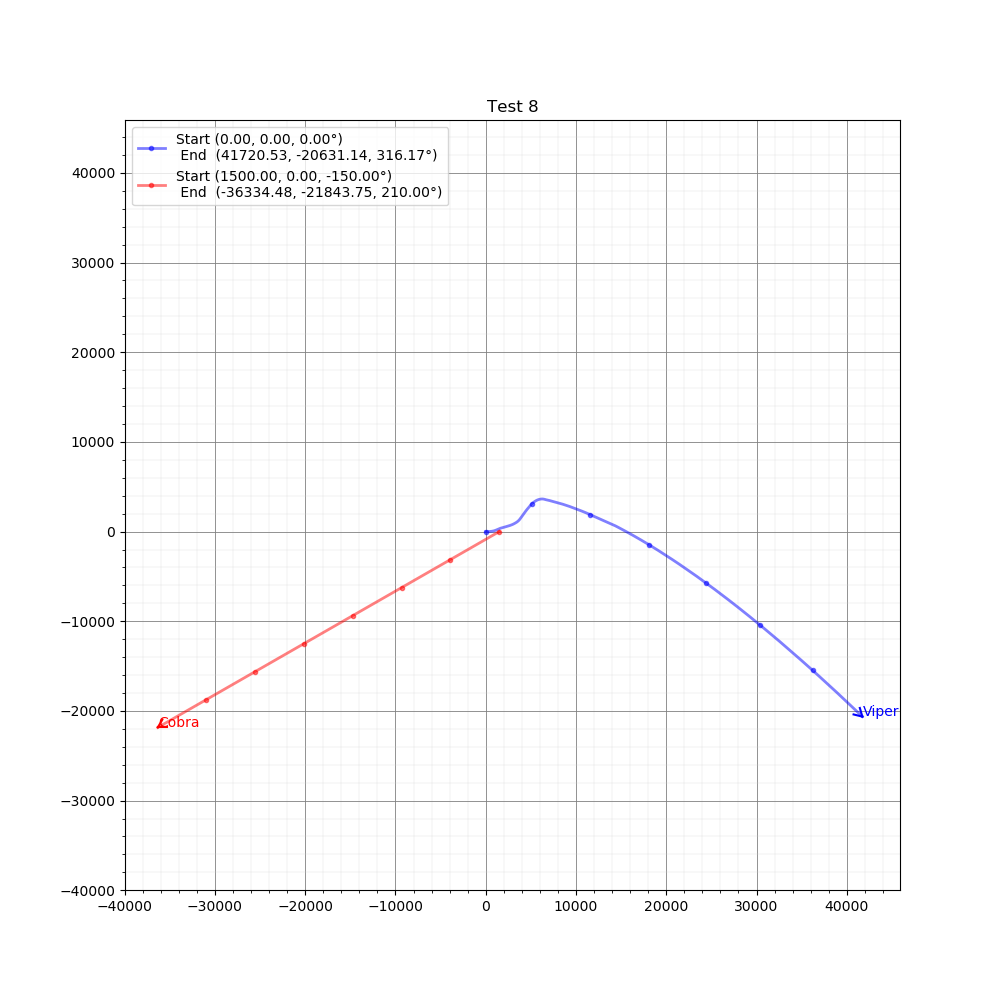 Test 8
Start (0.00, 0.00, 0.00°)
End  (41720.53, -20631.14, 316.17°)
Start (1500.00, 0.00, -150.00°)
End  (-36334.48, -21843.75, 210.00°)
40000
30000
20000
10000
0
−10000
−20000
−30000
−40000
Cobra
Viper
−40000 −30000 −20000 −10000 0 10000 20000 30000 40000